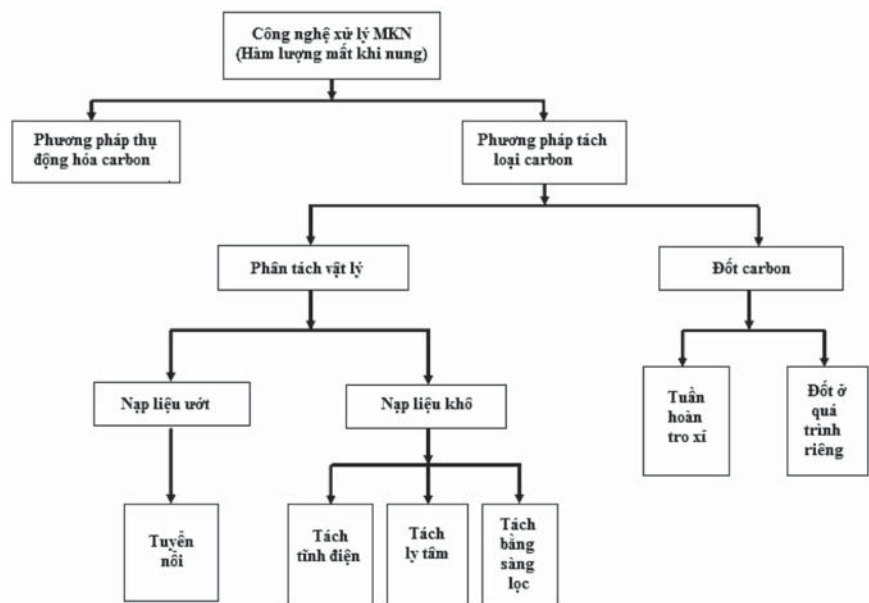 Công nghệ xử lý MKN
(Hàm lượng mất khi nung)
Phương pháp thụ
động hóa carbon
Phương pháp tách
loại carbon
Phân tách vật lý
Đốt carbon
Nạp liệu ướt
Nạp liệu khô
Tuần
hoàn
tro xỉ
Đốt ở
quá
trình
riêng
Tuyển
nổi
Tách
tĩnh điện
Tách
ly tâm
Tách
bằng
sàng
lọc